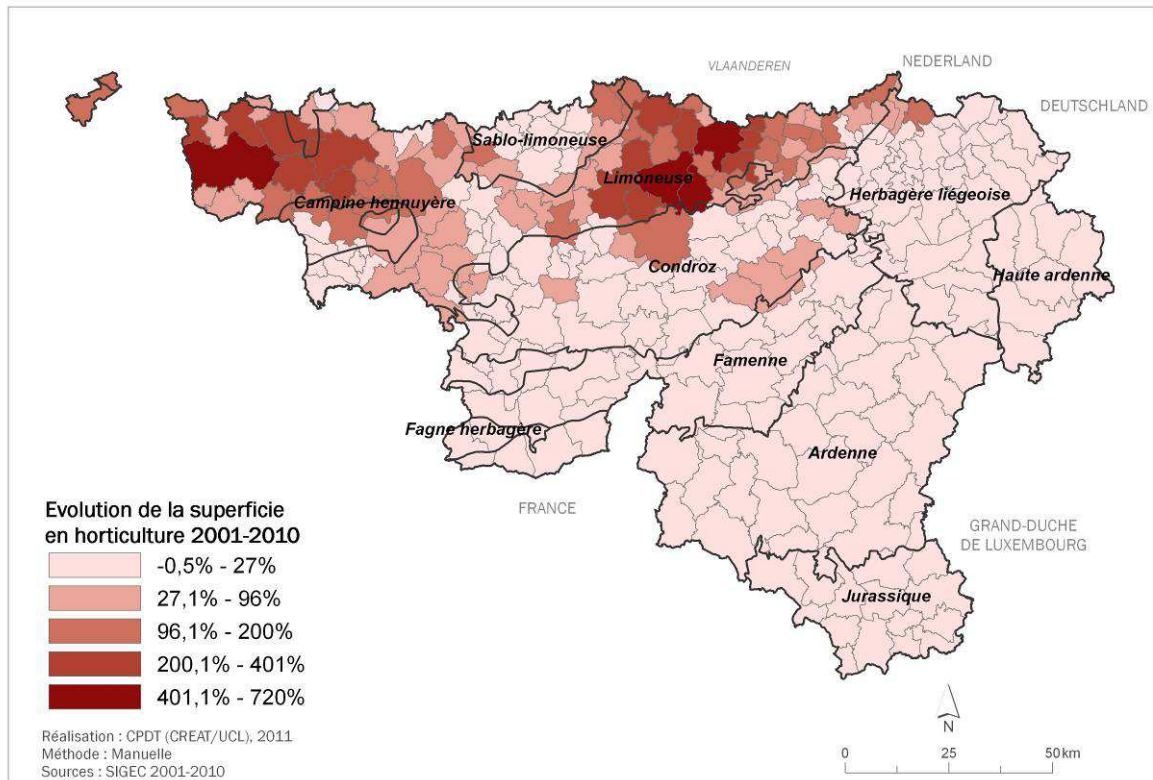 VLAANDEREN
NEDERLAND
DEUTSCHLAND
Sablo-limoneuse
Limoneuse
Herbagère liégeoise
Campine hennuyère
Haute ardenne
Condroz
Famenne
Fagne herbagère
Ardenne
FRANCE
GRAND-DUCHE
DE LUXEMBOURG
Jurassique
Evolution de la superficie
en horticulture 2001-2010
-0,5% - 27%
27,1% - 96%
96,1% - 200%
200,1% - 401%
401,1% - 720%
Réalisation : CPDT (CREAT/UCL), 2011
Méthode : Manuelle
Sources : SIGEC 2001-2010
N
0 25 50 km